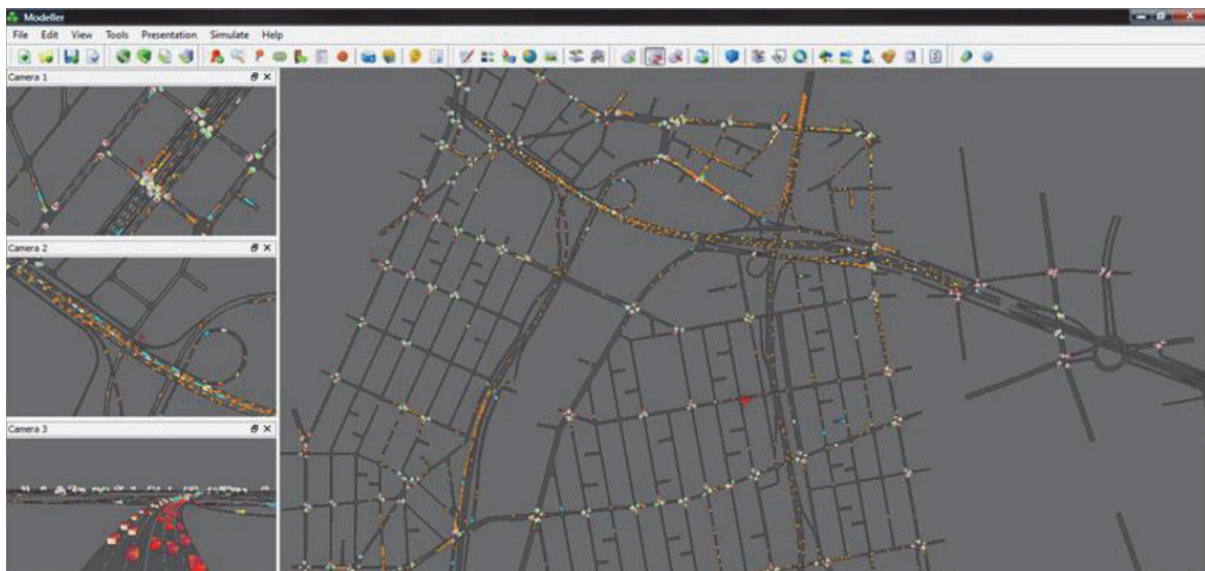 Modeller
File Edit View Tools Presentation Simulate Help
Camera 1
Camera 2
Camera 3